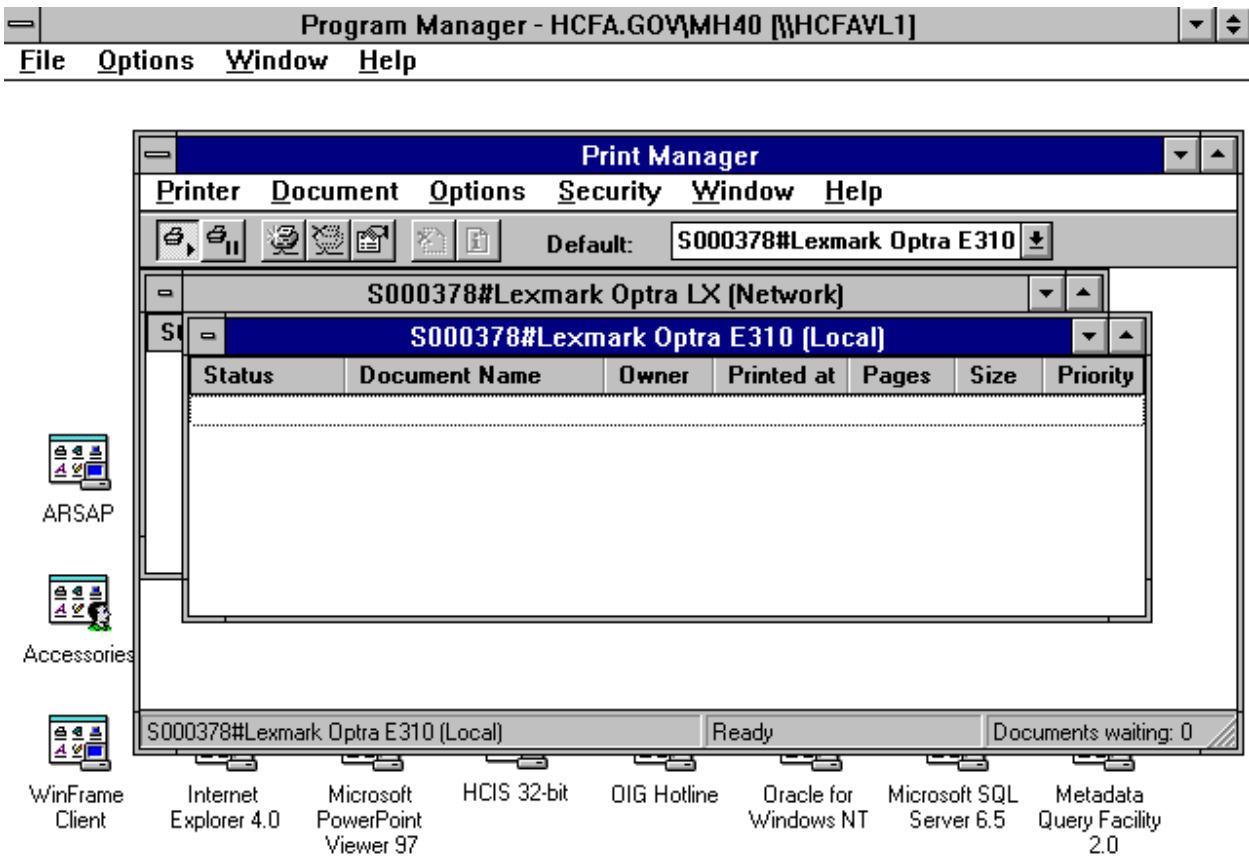 Program Manager - HCFA.GOV\MH40 [\\HCFAVL1]
File Options Window Help
Print Manager
Printer Document Options Security Window Help
Default: S000378#Lexmark Optra E310
S000378#Lexmark Optra LX (Network)
S000378#Lexmark Optra E310 (Local)
Status Document Name Owner Printed at Pages Size Priority
ARSAP
Accessories
S000378#Lexmark Optra E310 (Local) Ready Documents waiting: 0
WinFrame Client
Internet Explorer 4.0
Microsoft PowerPoint Viewer 97
HCIS 32-bit
OIG Hotline
Oracle for Windows NT
Microsoft SQL Server 6.5
Metadata Query Facility 2.0